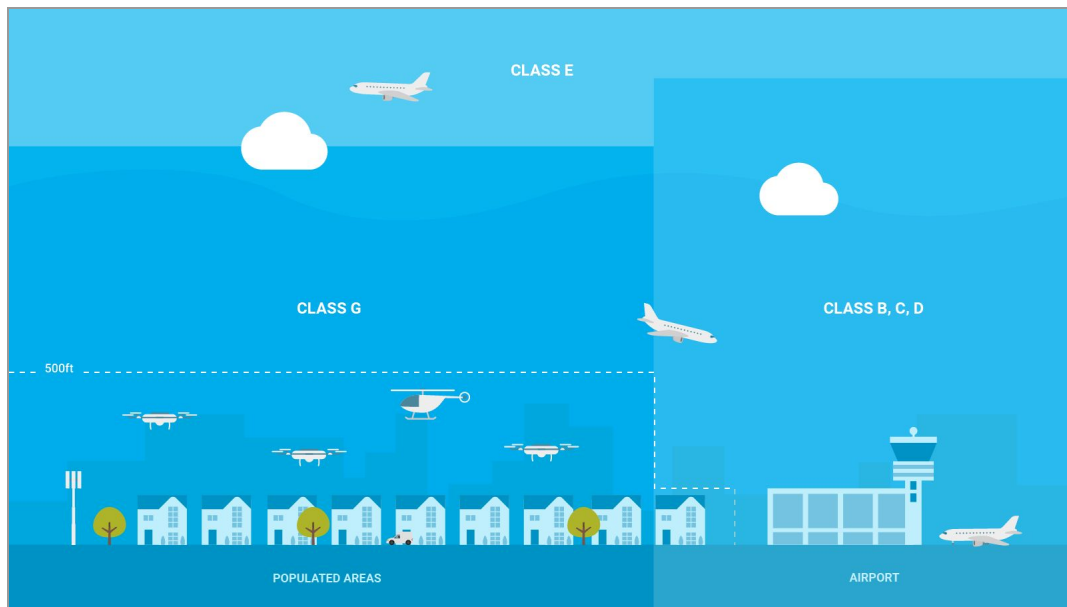 CLASS E
CLASS G
CLASS B, C, D
500ft
POPULATED AREAS
AIRPORT